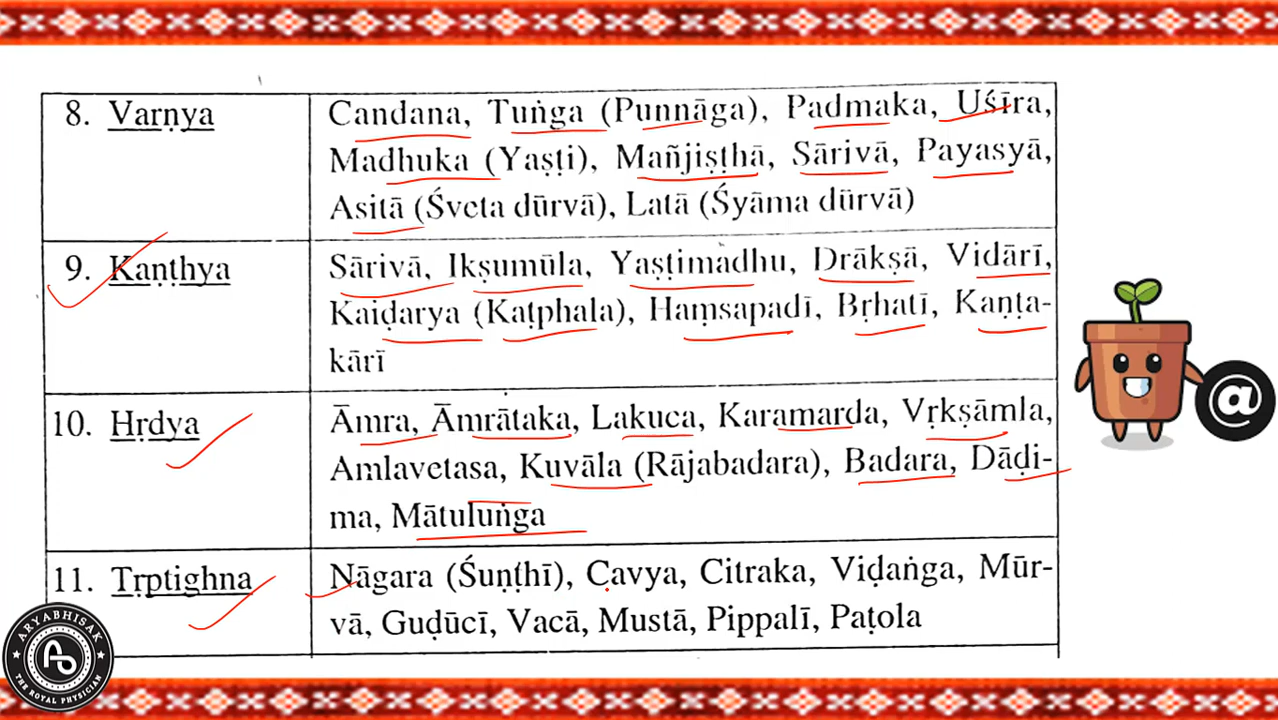 8. Varṇya
Candana, Tuṅga (Punnāga), Padmaka, Uśīra,
Madhuka (Yaṣṭi), Mañjiṣṭhā, Sārivā, Payasyā,
Asitā (Śveta dūrvā), Latā (Śyāma dūrvā)
9. Kaṇṭhya
Sārivā, Ikṣumūla, Yaṣṭimadhu, Drākṣā, Vidārī,
Kaiḍarya (Kaṭphala), Haṃsapadī, Bṛhatī, Kaṇṭa-
kārī
10. Hṛdya
Āmra, Āmrātaka, Lakuca, Karamarda, Vṛkṣāmla,
Amlavetasa, Kuvāla (Rājabadara), Badara, Dāḍi-
ma, Mātuluṅga
11. Tṛptighna
Nāgara (Śuṇṭhī), Cavya, Citraka, Viḍaṅga, Mūr-
vā, Guḍūcī, Vacā, Mustā, Pippalī, Paṭola
@
ARYABHISAK
THE ROYAL PHYSICIAN